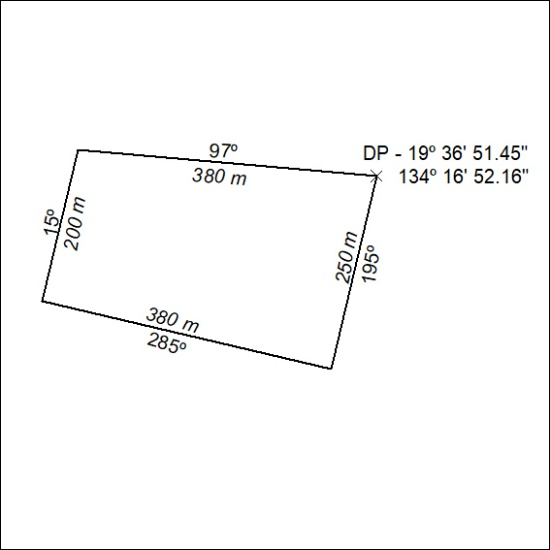 97º
DP - 19º 36' 51.45"
380 m
134º 16' 52.16"
15º
200 m
250 m
195º
380 m
285º